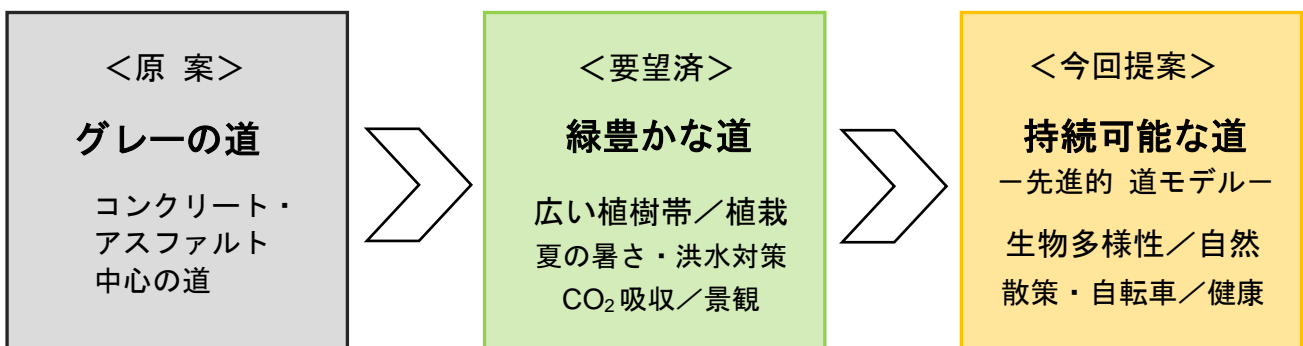 ＜原 案＞
グレーの道
コンクリート・
アスファルト
中心の道
＜要望済＞
緑豊かな道
広い植樹帯／植栽
夏の暑さ・洪水対策
CO₂吸収／景観
＜今回提案＞
持続可能な道
－先進的 道モデル－
生物多様性／自然
散策・自転車／健康